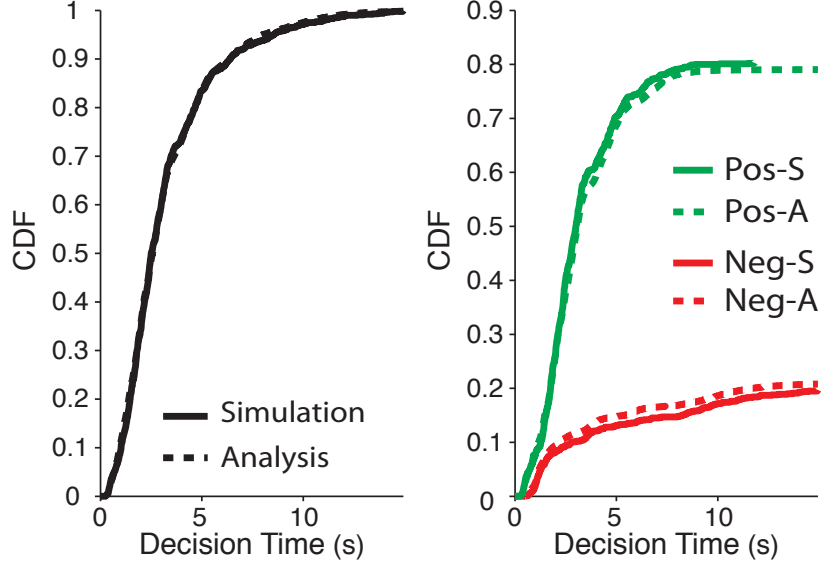 1
0.9
0.8
0.7
0.6
0.5
0.4
0.3
0.2
0.1
0
CDF
0 5 10
Decision Time (s)
Simulation
Analysis
0.9
0.8
0.7
0.6
0.5
0.4
0.3
0.2
0.1
0
CDF
0 5 10
Decision Time (s)
Pos-S
Pos-A
Neg-S
Neg-A